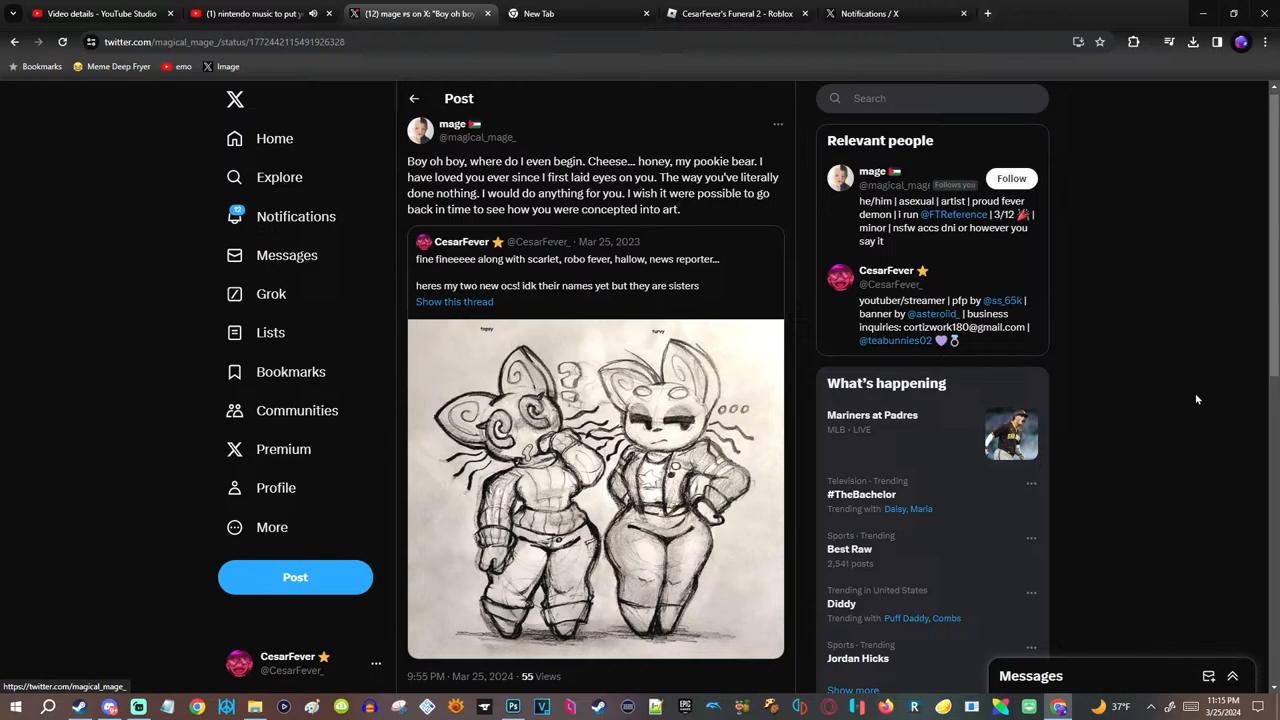 Video details - YouTube Studio
(1) nintendo music to put y
(12) mage rs on X: "Boy oh boy
New Tab
CesarFever's Funeral 2 - Roblox
Notifications / X
twitter.com/magical_mage_/status/1772442115491926328
Bookmarks
Meme Deep Fryer
emo
Image
Home
Explore
12
Notifications
Messages
Grok
Lists
Bookmarks
Communities
Premium
Profile
More
Post
CesarFever
@CesarFever_
https://twitter.com/magical_mage_
Post
mage
@magical_mage_
Boy oh boy, where do I even begin. Cheese... honey, my pookie bear. I
have loved you ever since I first laid eyes on you. The way you've literally
done nothing. I would do anything for you. I wish it were possible to go
back in time to see how you were concepted into art.
CesarFever @CesarFever_ · Mar 25, 2023
fine fineeeee along with scarlet, robo fever, hallow, news reporter...
heres my two new ocs! idk their names yet but they are sisters
Show this thread
topsy
turvy
???
9:55 PM · Mar 25, 2024 · 55 Views
Search
Relevant people
mage
@magical_mage_
Follows you
Follow
he/him | asexual | artist | proud fever
demon | i run @FTReference | 3/12 |
minor | nsfw accs dni or however you
say it
CesarFever
@CesarFever_
youtuber/streamer | pfp by @ss_65k |
banner by @asteroiid_ | business
inquiries: cortizwork180@gmail.com |
@teabunnies02
What's happening
Mariners at Padres
MLB · LIVE
Television · Trending
#TheBachelor
Trending with Daisy, Maria
Sports · Trending
Best Raw
2,541 posts
Trending in United States
Diddy
Trending with Puff Daddy, Combs
Sports · Trending
Jordan Hicks
Show more
Messages
37°F
11:15 PM
3/25/2024